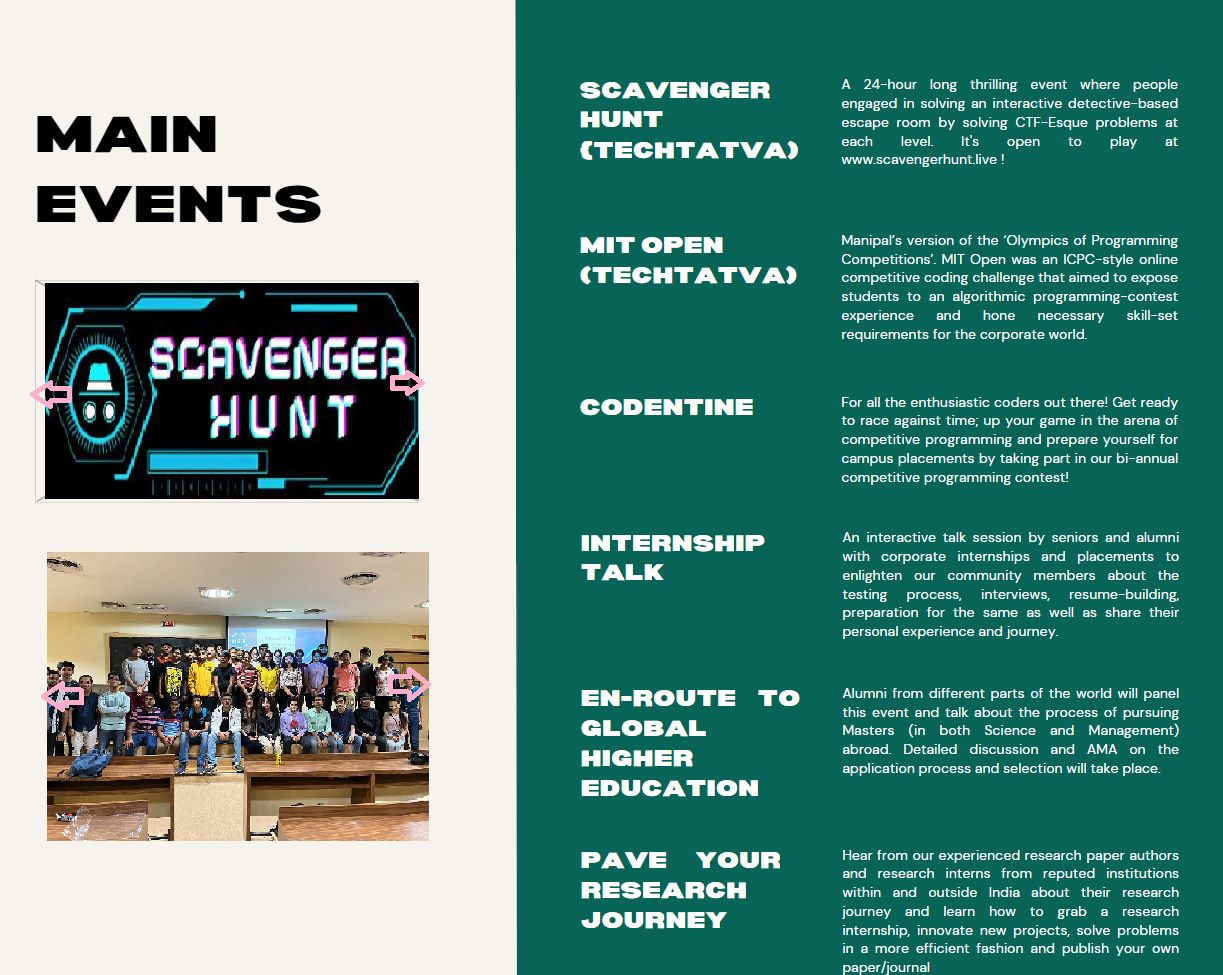 MAIN
EVENTS
SCAVENGER
HUNT
SCAVENGER
HUNT
(TECHTATVA)
A 24-hour long thrilling event where people
engaged in solving an interactive detective-based
escape room by solving CTF-Esque problems at
each level. It's open to play at
www.scavengerhunt.live !
MIT OPEN
(TECHTATVA)
Manipal's version of the ‘Olympics of Programming
Competitions’. MIT Open was an ICPC-style online
competitive coding challenge that aimed to expose
students to an algorithmic programming-contest
experience and hone necessary skill-set
requirements for the corporate world.
CODENTINE
For all the enthusiastic coders out there! Get ready
to race against time; up your game in the arena of
competitive programming and prepare yourself for
campus placements by taking part in our bi-annual
competitive programming contest!
INTERNSHIP
TALK
An interactive talk session by seniors and alumni
with corporate internships and placements to
enlighten our community members about the
testing process, interviews, resume-building,
preparation for the same as well as share their
personal experience and journey.
EN-ROUTE TO
GLOBAL
HIGHER
EDUCATION
Alumni from different parts of the world will panel
this event and talk about the process of pursuing
Masters (in both Science and Management)
abroad. Detailed discussion and AMA on the
application process and selection will take place.
PAVE YOUR
RESEARCH
JOURNEY
Hear from our experienced research paper authors
and research interns from reputed institutions
within and outside India about their research
journey and learn how to grab a research
internship, innovate new projects, solve problems
in a more efficient fashion and publish your own
paper/journal